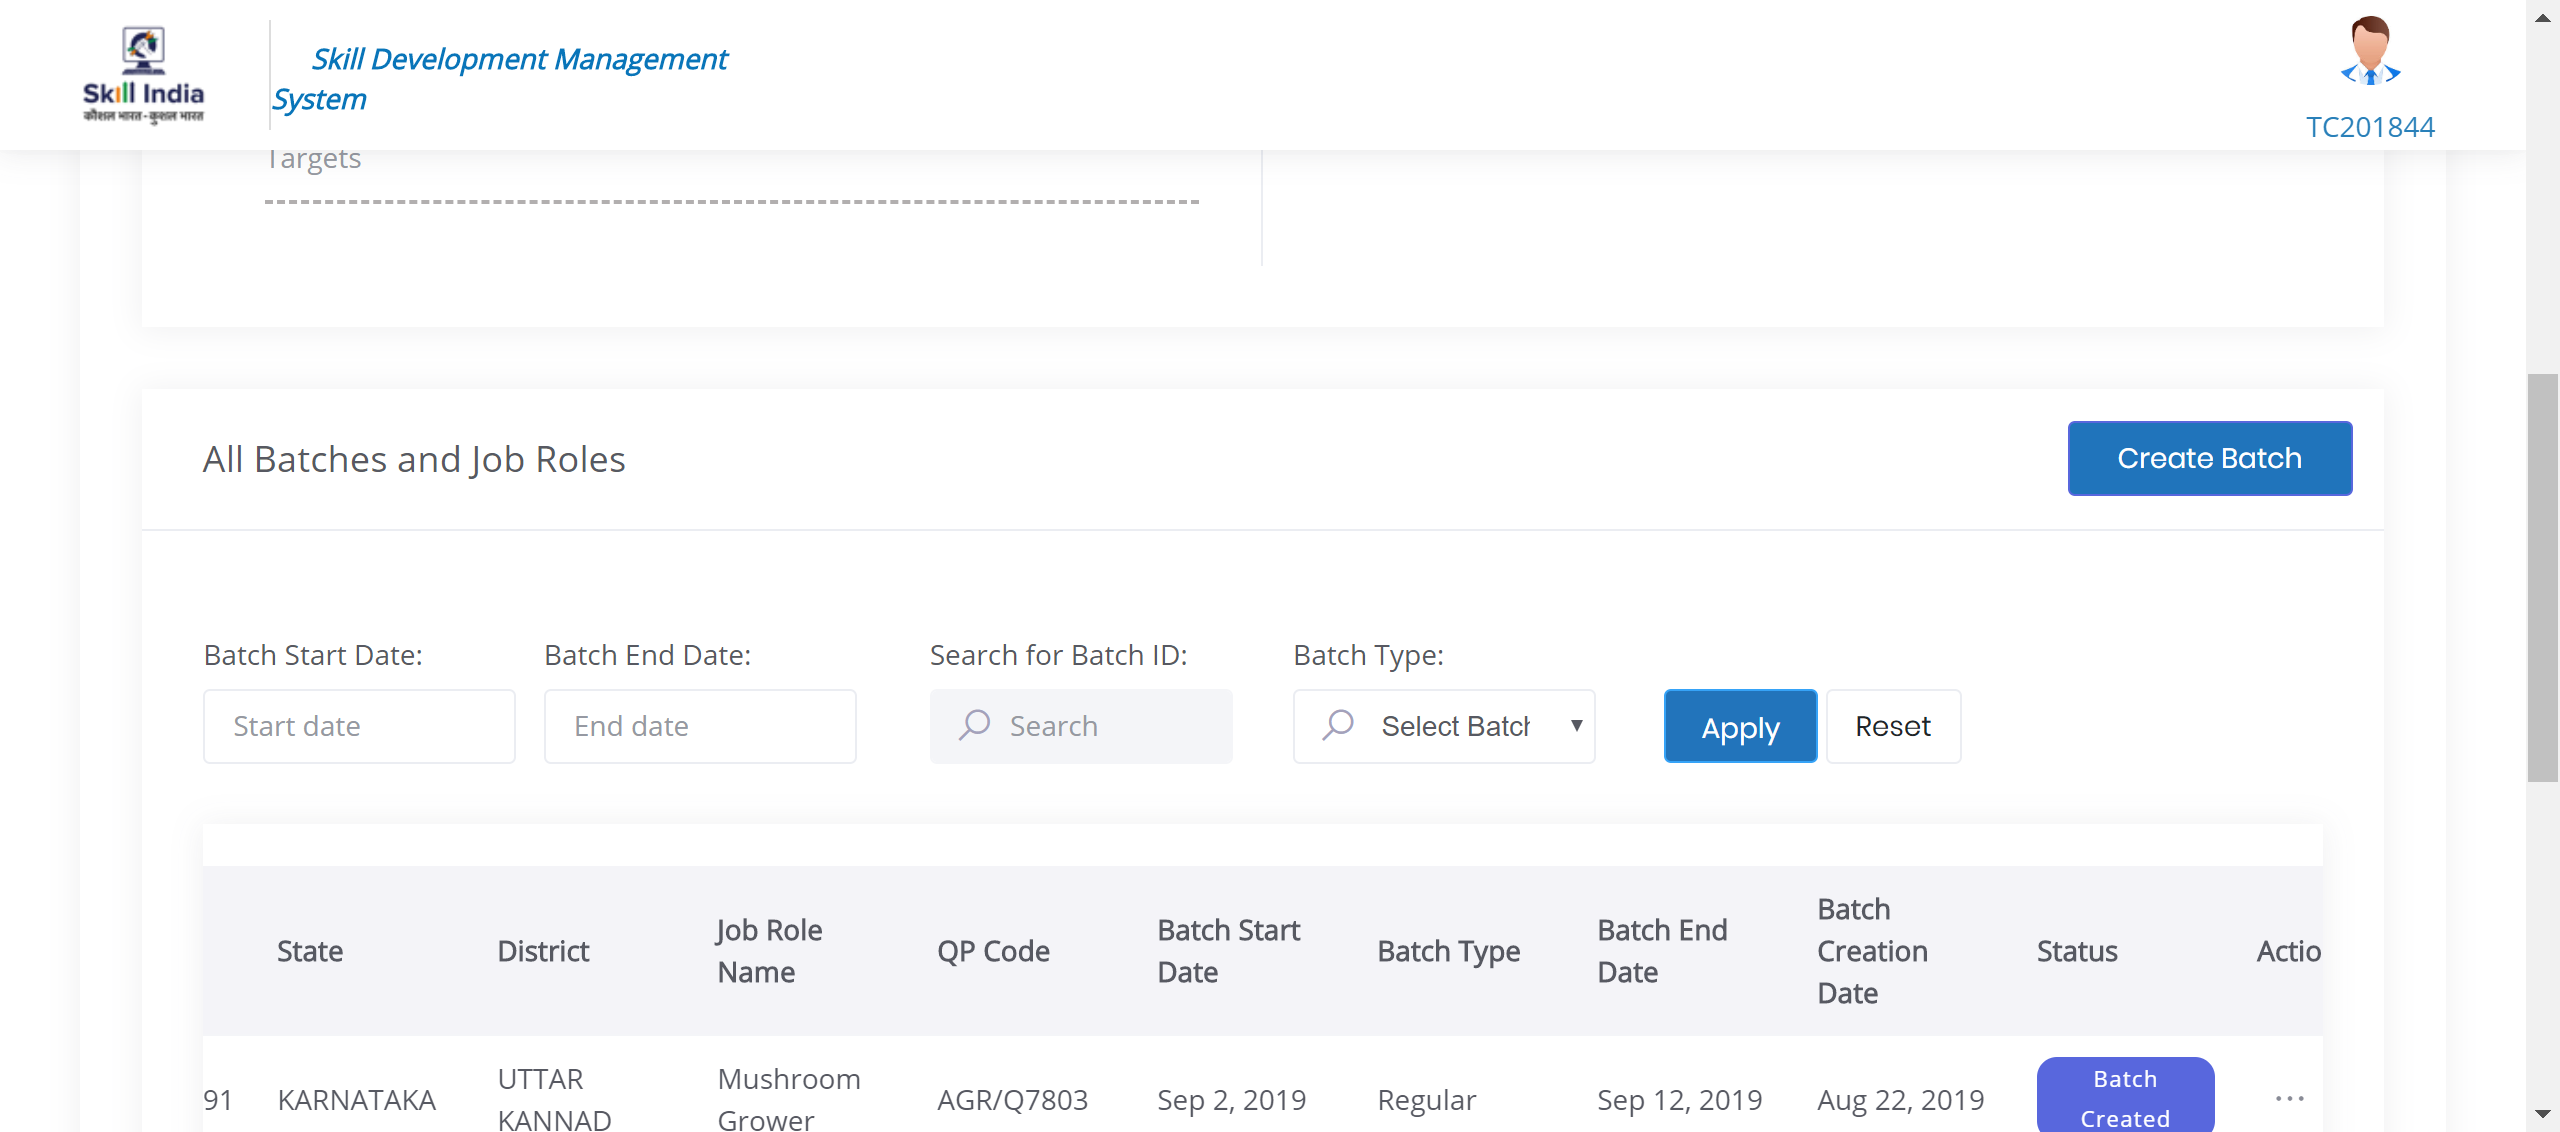 Skill India
कौशल भारत - कुशल भारत
Skill Development Management
System
TC201844
Targets
All Batches and Job Roles
Create Batch
Batch Start Date:
Batch End Date:
Search for Batch ID:
Batch Type:
Start date
End date
Search
Select Batch
Apply
Reset
State
District
Job Role
Name
QP Code
Batch Start
Date
Batch Type
Batch End
Date
Batch
Creation
Date
Status
Actio
91
KARNATAKA
UTTAR
KANNAD
Mushroom
Grower
AGR/Q7803
Sep 2, 2019
Regular
Sep 12, 2019
Aug 22, 2019
Batch
Created
...